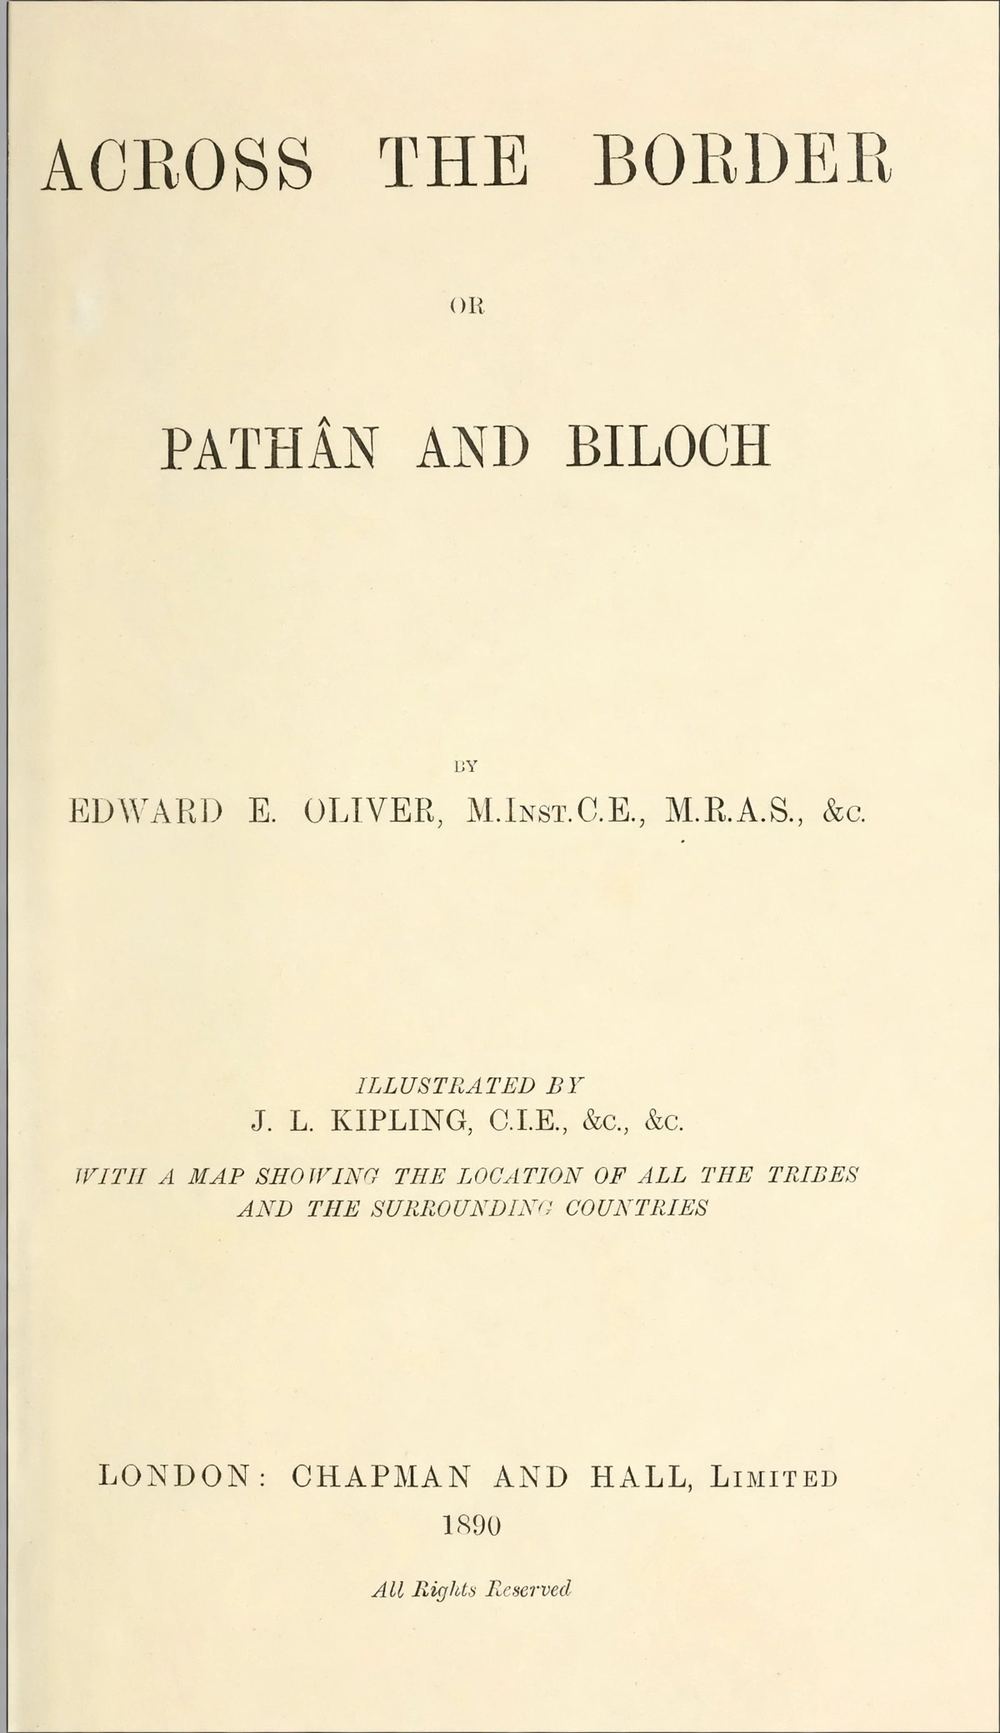 ACROSS THE BORDER
OR
PATHÂN AND BILOCH
BY
EDWARD E. OLIVER, M.INST.C.E., M.R.A.S., &C.
ILLUSTRATED BY
J. L. KIPLING, C.I.E., &C., &C.
WITH A MAP SHOWING THE LOCATION OF ALL THE TRIBES
AND THE SURROUNDING COUNTRIES
LONDON: CHAPMAN AND HALL, LIMITED
1890
All Rights Reserved